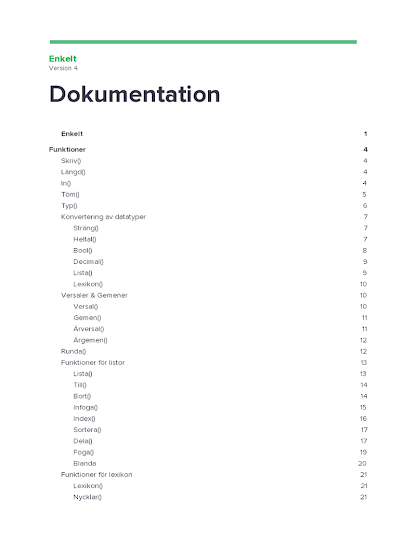 Enkelt
Version 4
Dokumentation
Enkelt 1
Funktioner 4
Skriv() 4
Längd() 4
In() 4
Töm() 5
Typ() 6
Konvertering av datatyper 7
Sträng() 7
Heltal() 7
Bool() 8
Decimal() 9
Lista() 9
Lexikon() 10
Versaler & Gemener 10
Versal() 10
Gemen() 11
Ärversal() 11
Ärgemen() 12
Runda() 12
Funktioner för listor 13
Lista() 13
Till() 14
Bort() 14
Infoga() 15
Index() 16
Sortera() 17
Dela() 17
Foga() 19
Blanda 20
Funktioner för lexikon 21
Lexikon() 21
Nycklar() 21